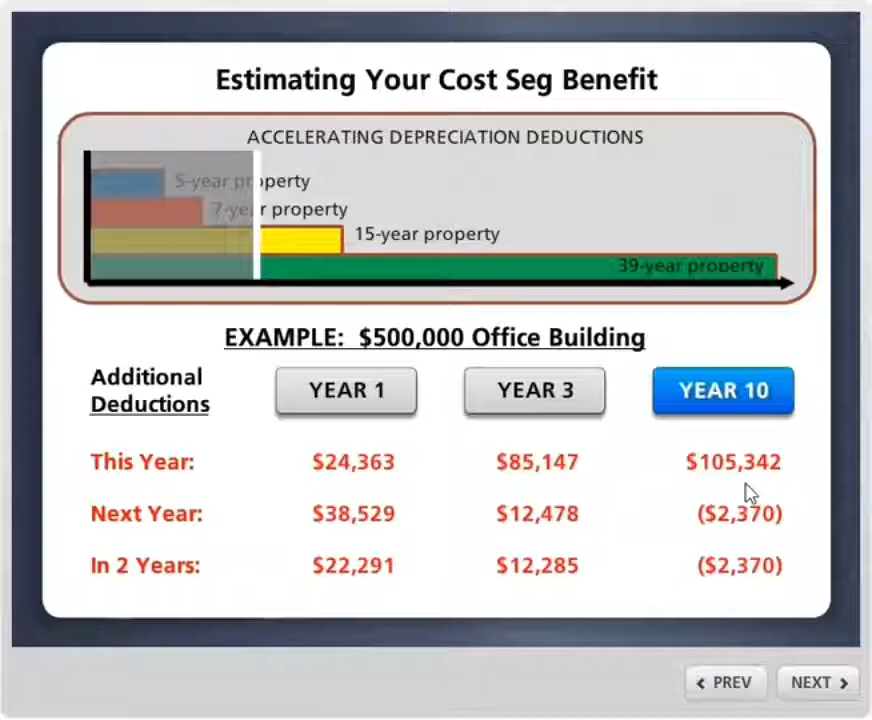 Estimating Your Cost Seg Benefit
ACCELERATING DEPRECIATION DEDUCTIONS
5-year property
7-year property
15-year property
39-year property
EXAMPLE: $500,000 Office Building
Additional Deductions
YEAR 1 YEAR 3 YEAR 10
This Year: $24,363 $85,147 $105,342
Next Year: $38,529 $12,478 ($2,370)
In 2 Years: $22,291 $12,285 ($2,370)
PREV NEXT